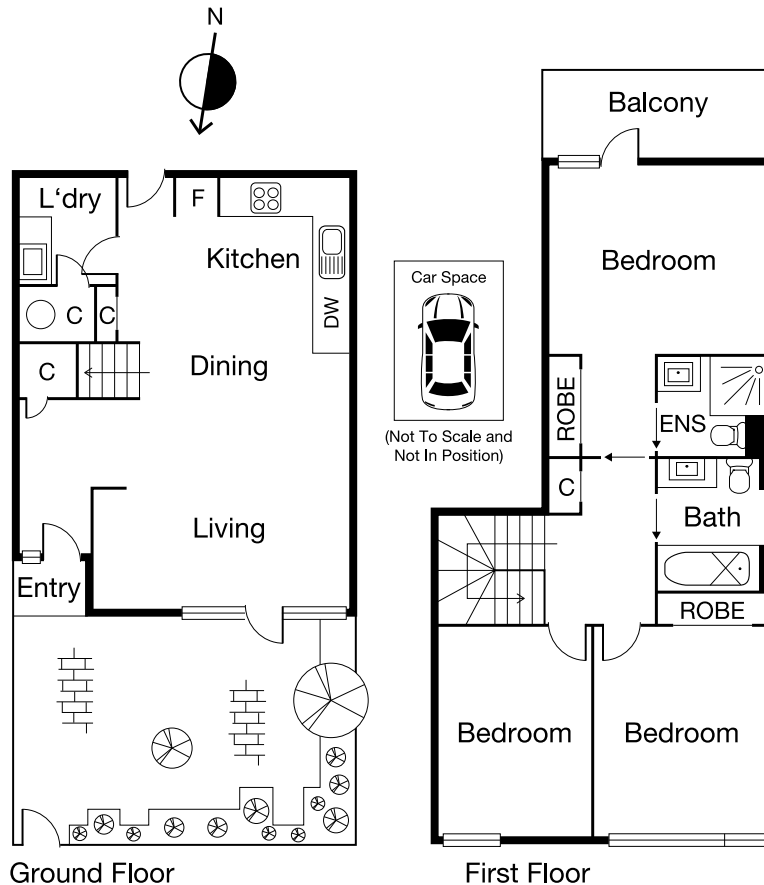 N
Balcony
L'dry
F
Kitchen
Bedroom
Car Space
C
C
DW
Dining
C
ROBE
ENS
(Not To Scale and
Not In Position)
C
Living
Bath
Entry
ROBE
Bedroom
Bedroom
Ground Floor
First Floor